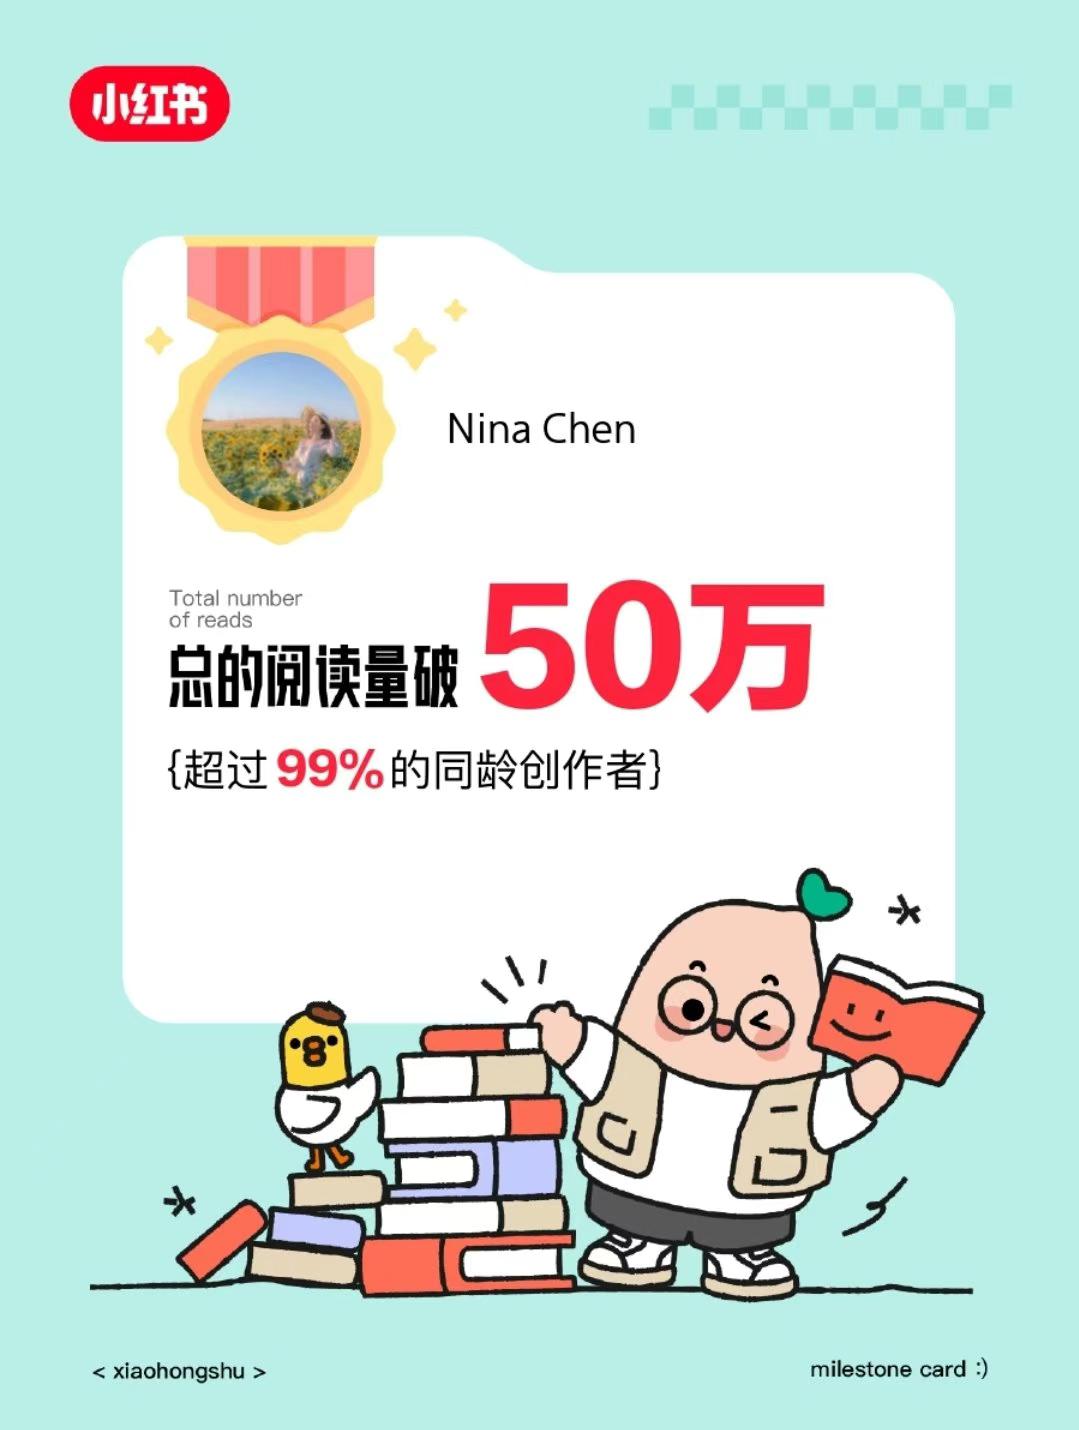 小红书
Nina Chen
Total number
of reads
总的阅读量破 50万
{超过 99% 的同龄创作者}
< xiaohongshu >
milestone card :)